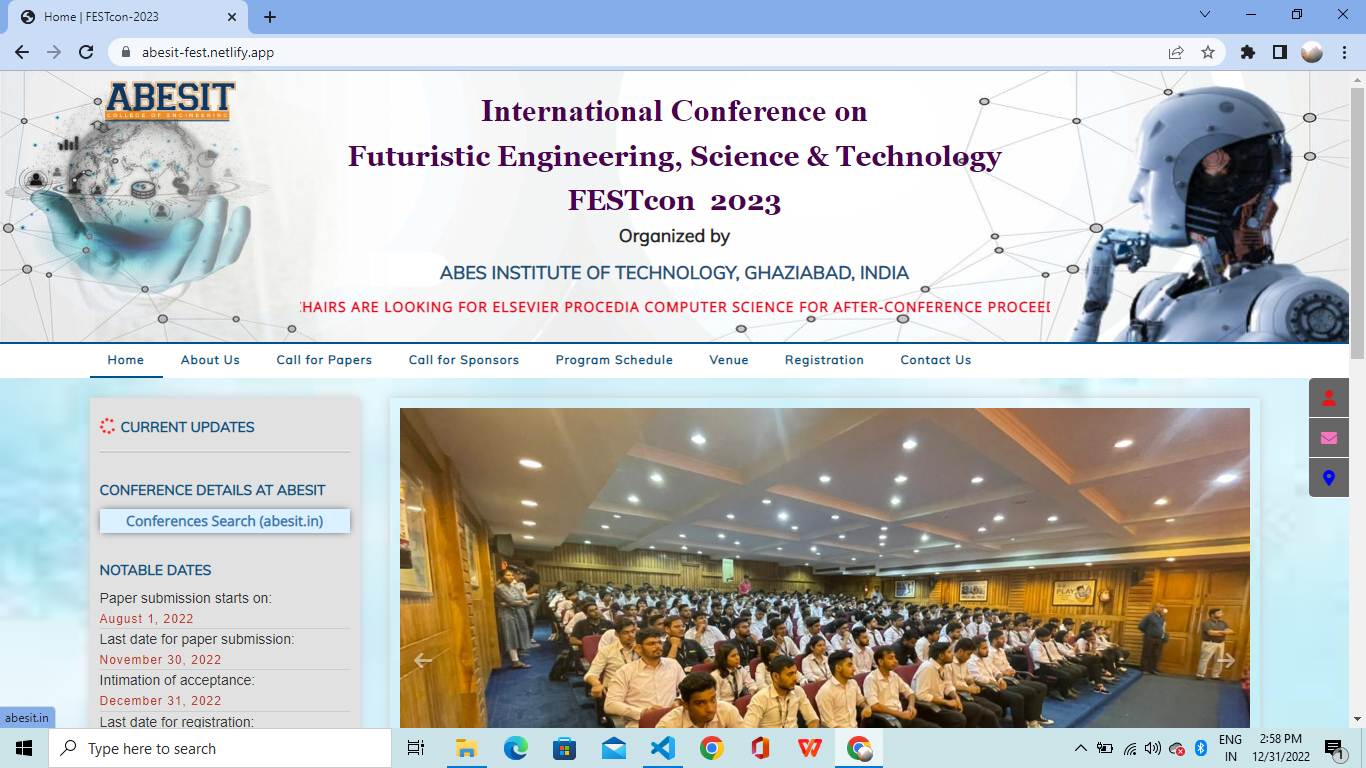 Home | FESTcon-2023
abesit-fest.netlify.app
ABESIT
COLLEGE OF ENGINEERING
International Conference on
Futuristic Engineering, Science & Technology
FESTcon 2023
Organized by
ABES INSTITUTE OF TECHNOLOGY, GHAZIABAD, INDIA
HAIRS ARE LOOKING FOR ELSEVIER PROCEDIA COMPUTER SCIENCE FOR AFTER-CONFERENCE PROCEED
Home About Us Call for Papers Call for Sponsors Program Schedule Venue Registration Contact Us
CURRENT UPDATES
CONFERENCE DETAILS AT ABESIT
Conferences Search (abesit.in)
NOTABLE DATES
Paper submission starts on:
August 1, 2022
Last date for paper submission:
November 30, 2022
Intimation of acceptance:
December 31, 2022
Last date for registration:
PLAY
abesit.in
Type here to search
ENG
IN
2:58 PM
12/31/2022
1